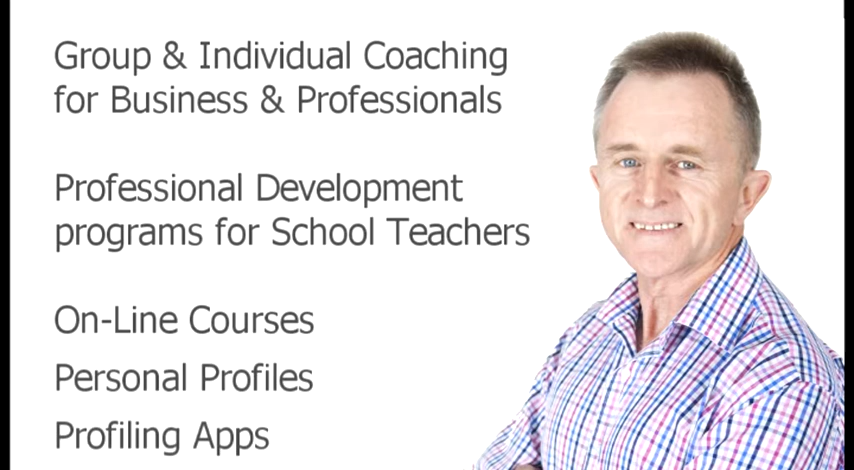 Group & Individual Coaching
for Business & Professionals
Professional Development
programs for School Teachers
On-Line Courses
Personal Profiles
Profiling Apps